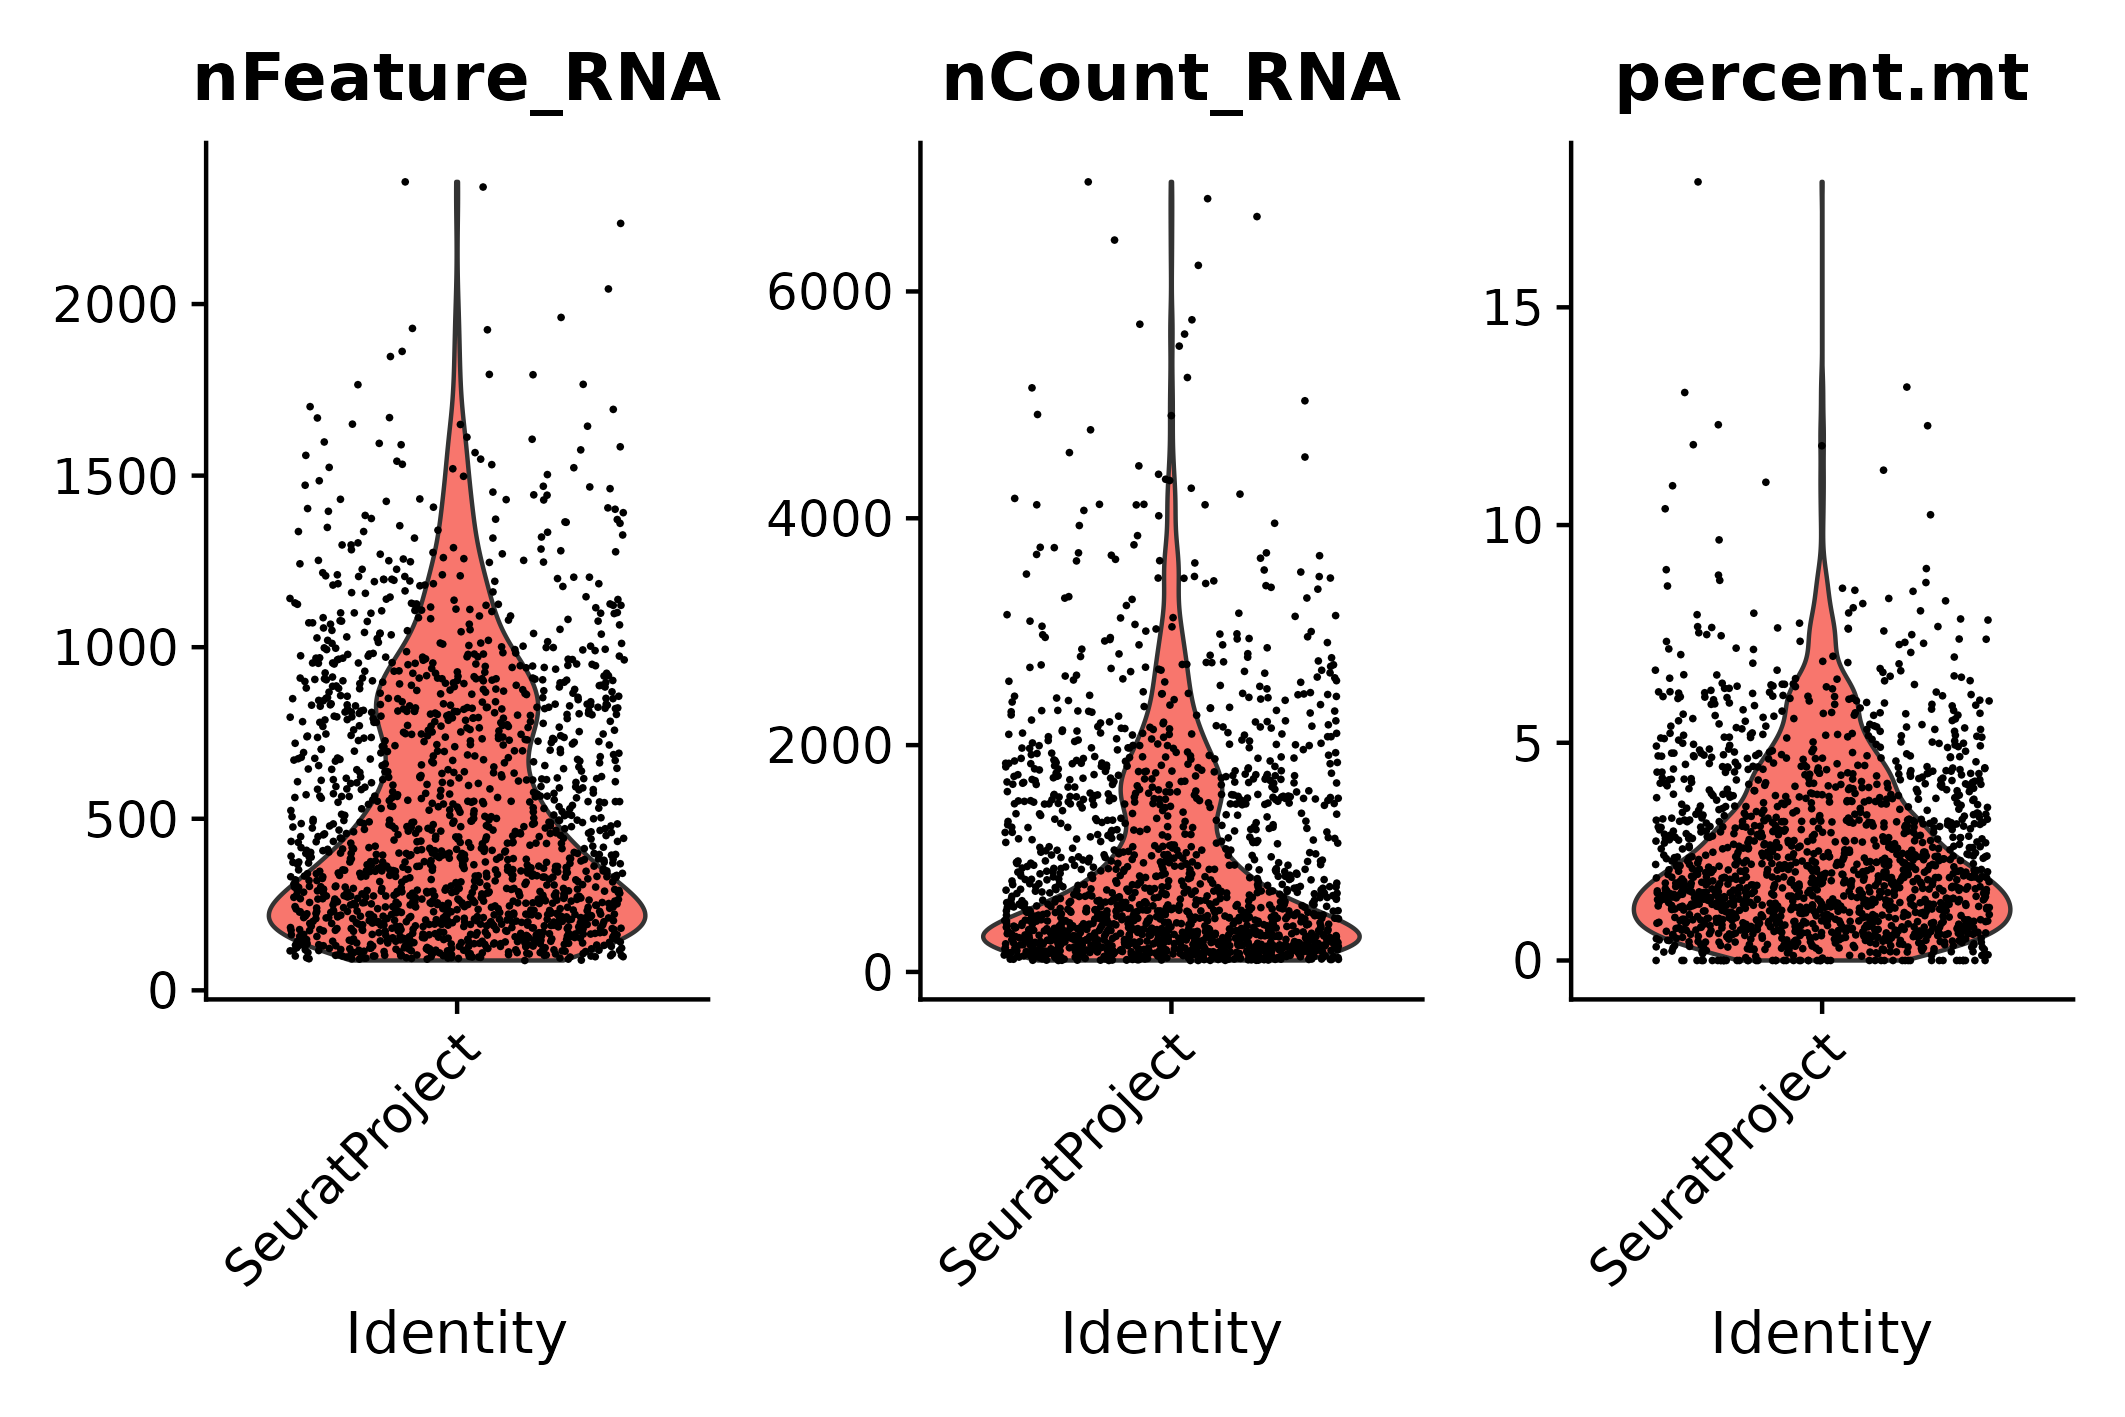 nFeature_RNA
2000
1500
1000
500
0
SeuratProject
Identity
nCount_RNA
6000
4000
2000
0
SeuratProject
Identity
percent.mt
15
10
5
0
SeuratProject
Identity